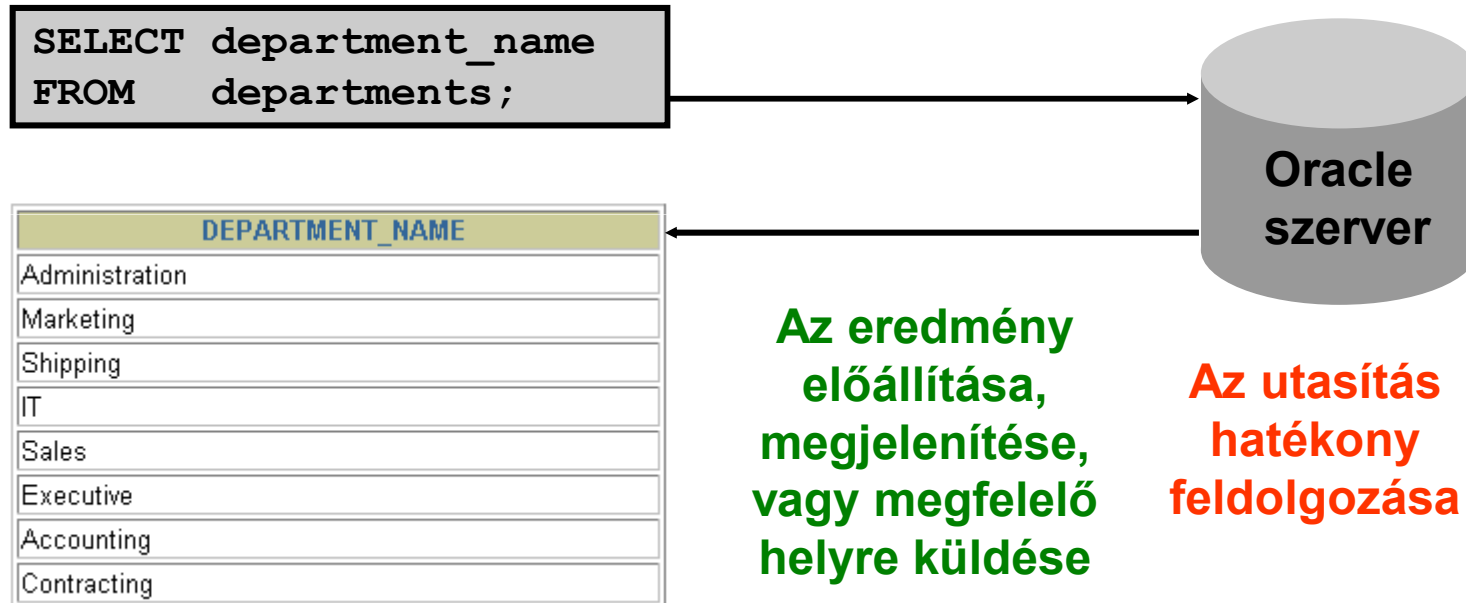 SELECT department_name
FROM departments;
Oracle
szerver
DEPARTMENT_NAME
Administration
Marketing
Shipping
IT
Sales
Executive
Accounting
Contracting
Az eredmény
előállítása,
megjelenítése,
vagy megfelelő
helyre küldése
Az utasítás
hatékony
feldolgozása